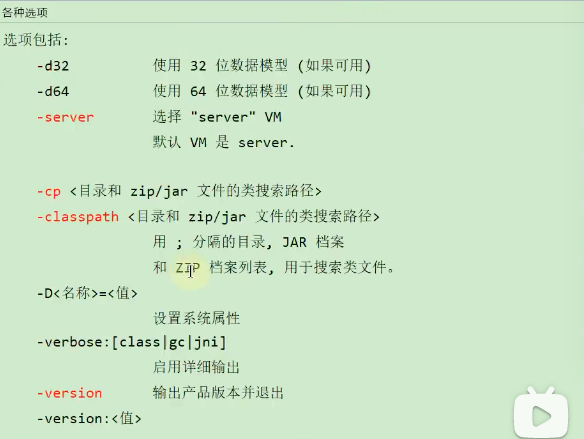 各种选项
选项包括:
-d32 使用 32 位数据模型 (如果可用)
-d64 使用 64 位数据模型 (如果可用)
-server 选择 "server" VM
默认 VM 是 server.
-cp <目录和 zip/jar 文件的类搜索路径>
-classpath <目录和 zip/jar 文件的类搜索路径>
用 ; 分隔的目录, JAR 档案
和 ZIP 档案列表, 用于搜索类文件。
-D<名称>=<值>
设置系统属性
-verbose:[class|gc|jni]
启用详细输出
-version 输出产品版本并退出
-version:<值>